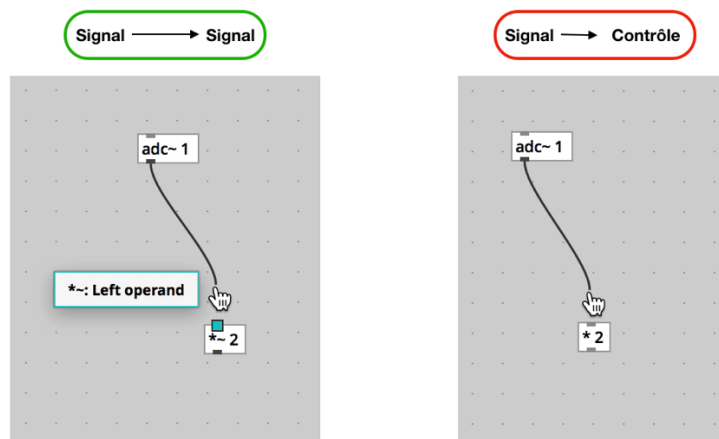 Signal → Signal
Signal → Contrôle
adc~ 1
adc~ 1
*~: Left operand
*~ 2
* 2